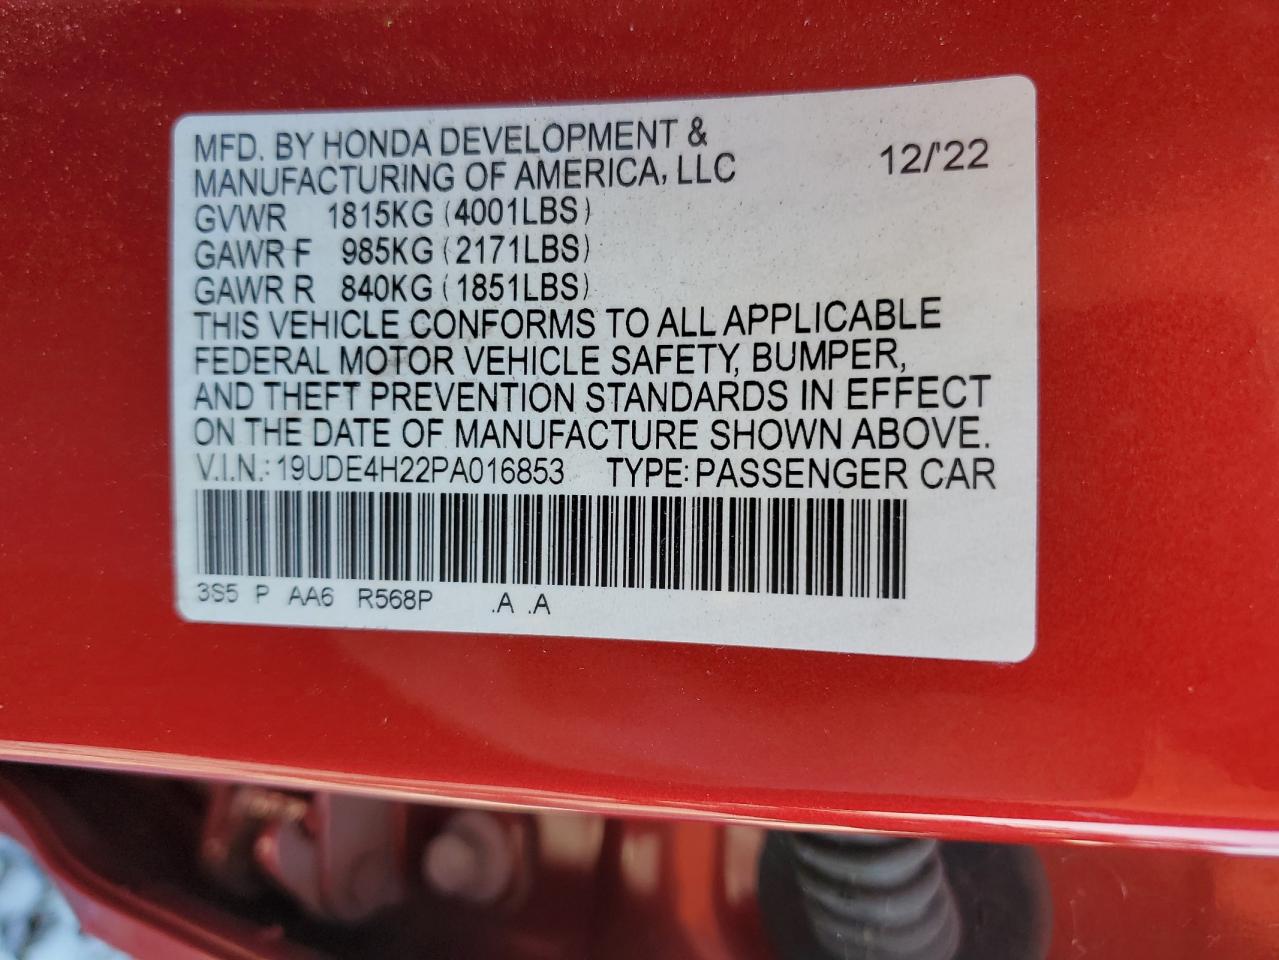 MFD. BY HONDA DEVELOPMENT &
MANUFACTURING OF AMERICA, LLC 12/'22
GVWR 1815KG (4001LBS)
GAWR F 985KG (2171LBS)
GAWR R 840KG (1851LBS)
THIS VEHICLE CONFORMS TO ALL APPLICABLE
FEDERAL MOTOR VEHICLE SAFETY, BUMPER,
AND THEFT PREVENTION STANDARDS IN EFFECT
ON THE DATE OF MANUFACTURE SHOWN ABOVE.
V.I.N.: 19UDE4H22PA016853 TYPE: PASSENGER CAR
3S5 P AA6 R568P .A .A